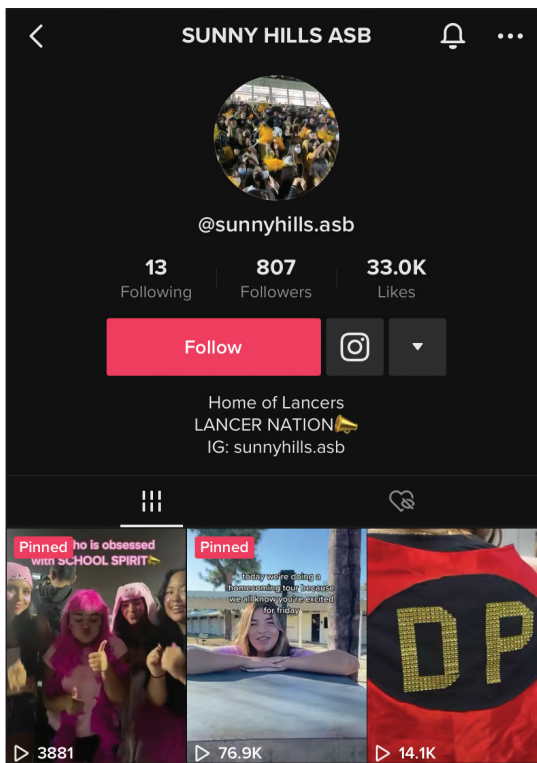 SUNNY HILLS ASB
@sunnyhills.asb
13
Following
807
Followers
33.0K
Likes
Follow
Home of Lancers
LANCER NATION📣
IG: sunnyhills.asb
Pinned ho is obsessed
with SCHOOL SPIRIT📣
3881
Pinned
today we're doing a
homecoming tour because
we all know you're excited
for friday
76.9K
DP
14.1K